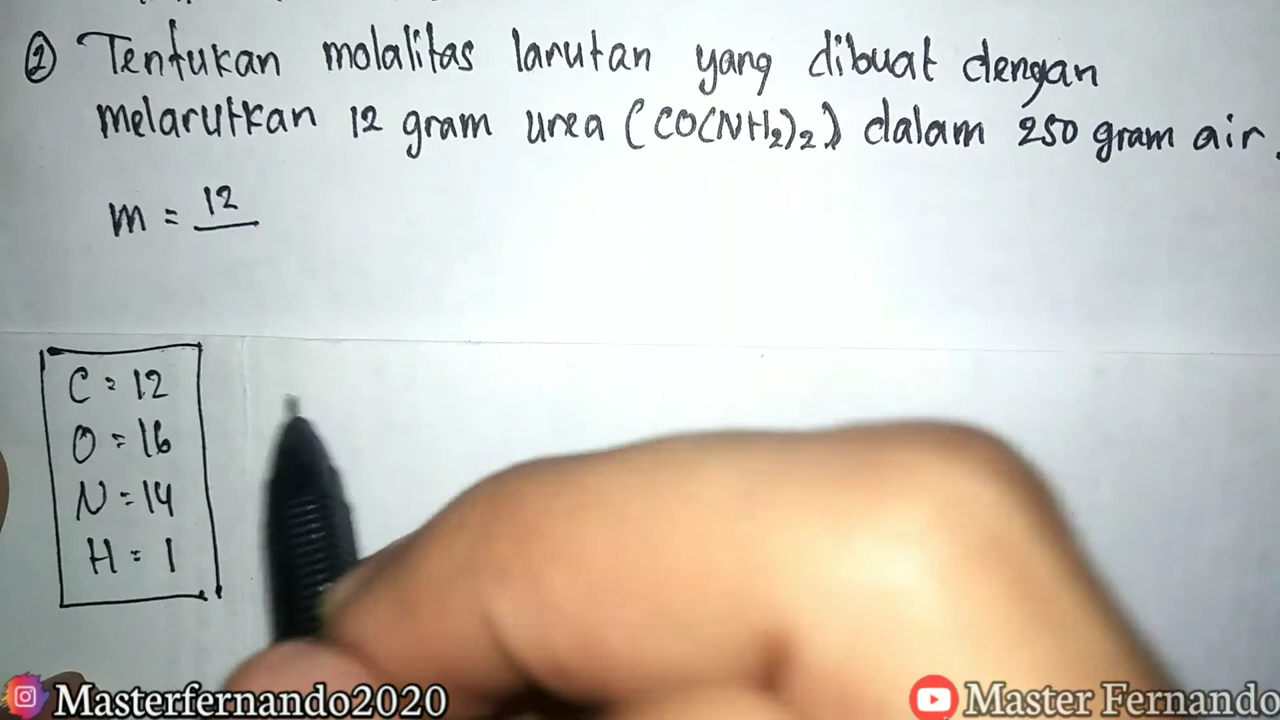 ② Tentukan molalitas larutan yang dibuat dengan
melarutkan 12 gram urea (CO(NH₂)₂) dalam 250 gram air.
m = 12
C = 12
O = 16
N = 14
H = 1
Masterfernando2020
Master Fernando